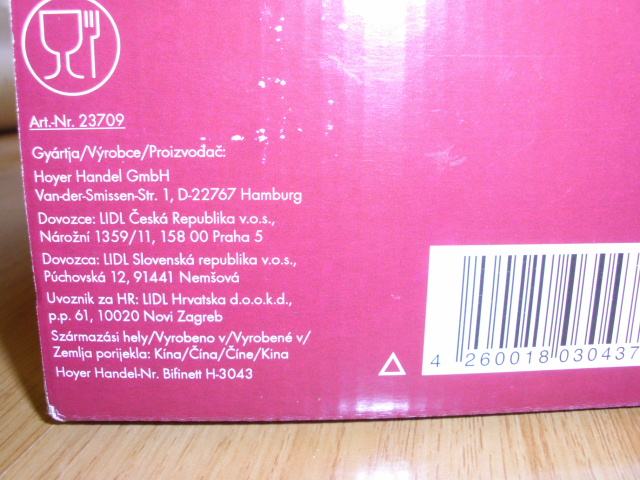 Art.-Nr. 23709
Gyártja/Výrobce/Proizvođač:
Hoyer Handel GmbH
Van-der-Smissen-Str. 1, D-22767 Hamburg
Dovozce: LIDL Česká Republika v.o.s.,
Nárožní 1359/11, 158 00 Praha 5
Dovozca: LIDL Slovenská republika v.o.s.,
Púchovská 12, 91441 Nemšová
Uvoznik za HR: LIDL Hrvatska d.o.o.k.d.,
p.p. 61, 10020 Novi Zagreb
Származási hely/Vyrobeno v/Vyrobené v/
Zemlja porijekla: Kína/Čína/Číne/Kina
Hoyer Handel-Nr. Bifinett H-3043
4 260018 030437